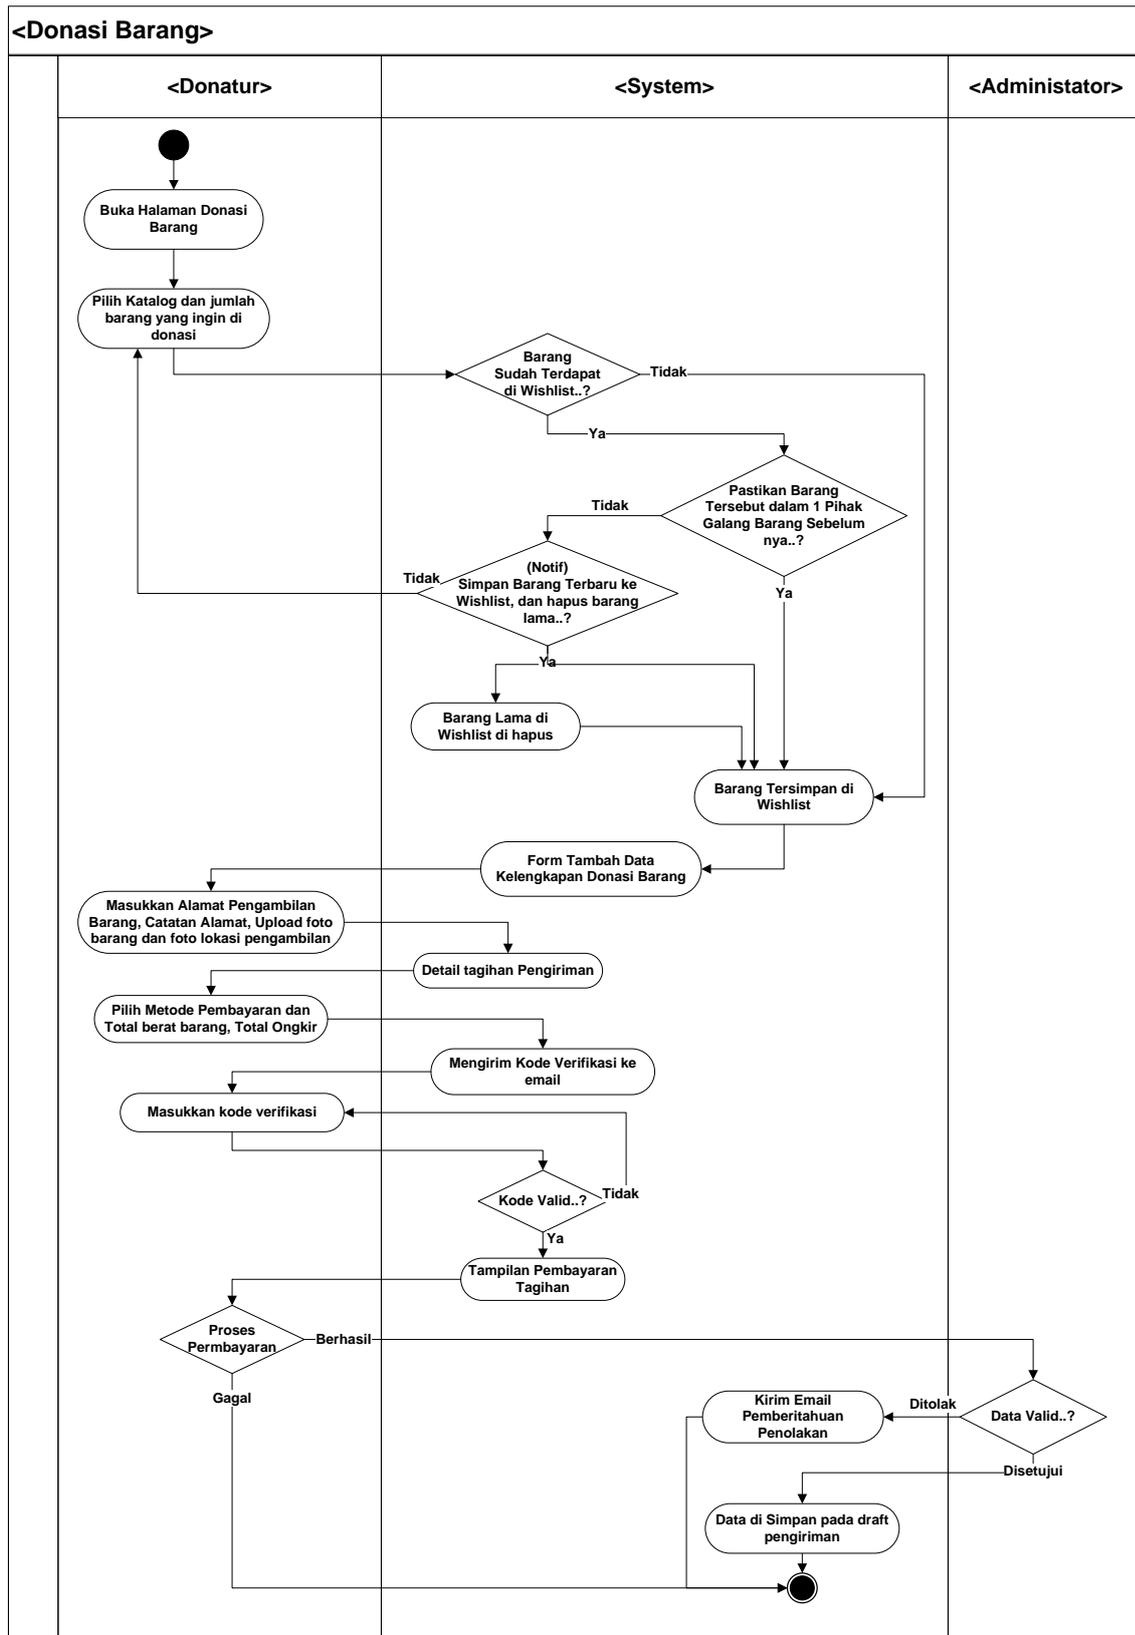 <Donasi Barang>
<Donatur>
<System>
<Administator>
Buka Halaman Donasi
Barang
Pilih Katalog dan jumlah
barang yang ingin di
donasi
Barang
Sudah Terdapat
di Wishlist..?
Tidak
Ya
Pastikan Barang
Tersebut dalam 1 Pihak
Galang Barang Sebelum
nya..?
Tidak
Ya
(Notif)
Simpan Barang Terbaru ke
Wishlist, dan hapus barang
lama..?
Tidak
Ya
Barang Lama di
Wishlist di hapus
Barang Tersimpan di
Wishlist
Form Tambah Data
Kelengkapan Donasi Barang
Masukkan Alamat Pengambilan
Barang, Catatan Alamat, Upload foto
barang dan foto lokasi pengambilan
Detail tagihan Pengiriman
Pilih Metode Pembayaran dan
Total berat barang, Total Ongkir
Mengirim Kode Verifikasi ke
email
Masukkan kode verifikasi
Kode Valid..?
Tidak
Ya
Tampilan Pembayaran
Tagihan
Proses
Permbayaran
Berhasil
Gagal
Data Valid..?
Ditolak
Kirim Email
Pemberitahuan
Penolakan
Disetujui
Data di Simpan pada draft
pengiriman